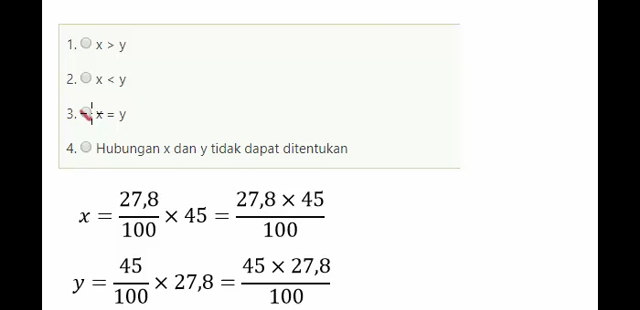 1. x > y
2. x < y
3. x = y
4. Hubungan x dan y tidak dapat ditentukan
x = 27,8/100 × 45 = 27,8 × 45/100
y = 45/100 × 27,8 = 45 × 27,8/100